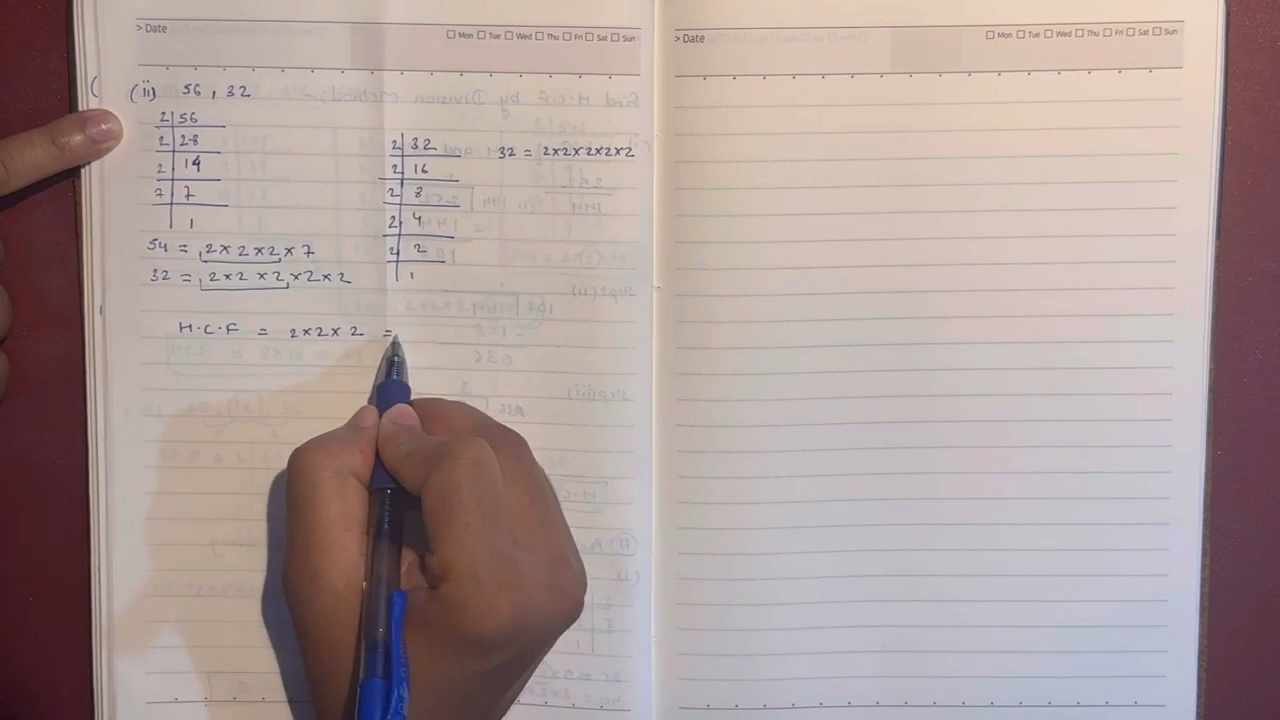 > Date
Mon Tue Wed Thu Fri Sat Sun
(ii) 56, 32
2 56
2 28
2 14
7 7
1
54 = 2×2×2×7
32 = 2×2×2×2×2
2 32
2 16
2 8
2 4
2 2
1
32 = 2×2×2×2×2
H.C.F = 2×2×2 =
> Date
Mon Tue Wed Thu Fri Sat Sun